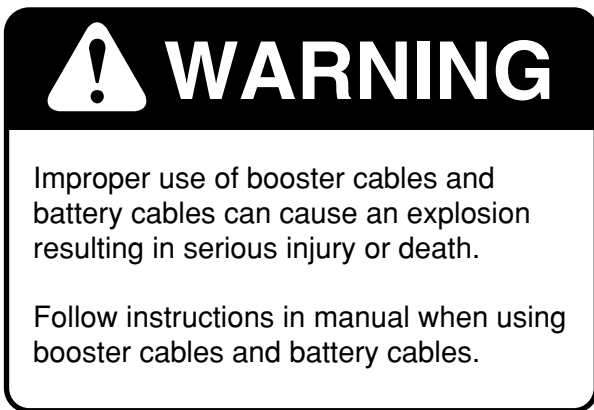 WARNING
Improper use of booster cables and
battery cables can cause an explosion
resulting in serious injury or death.
Follow instructions in manual when using
booster cables and battery cables.